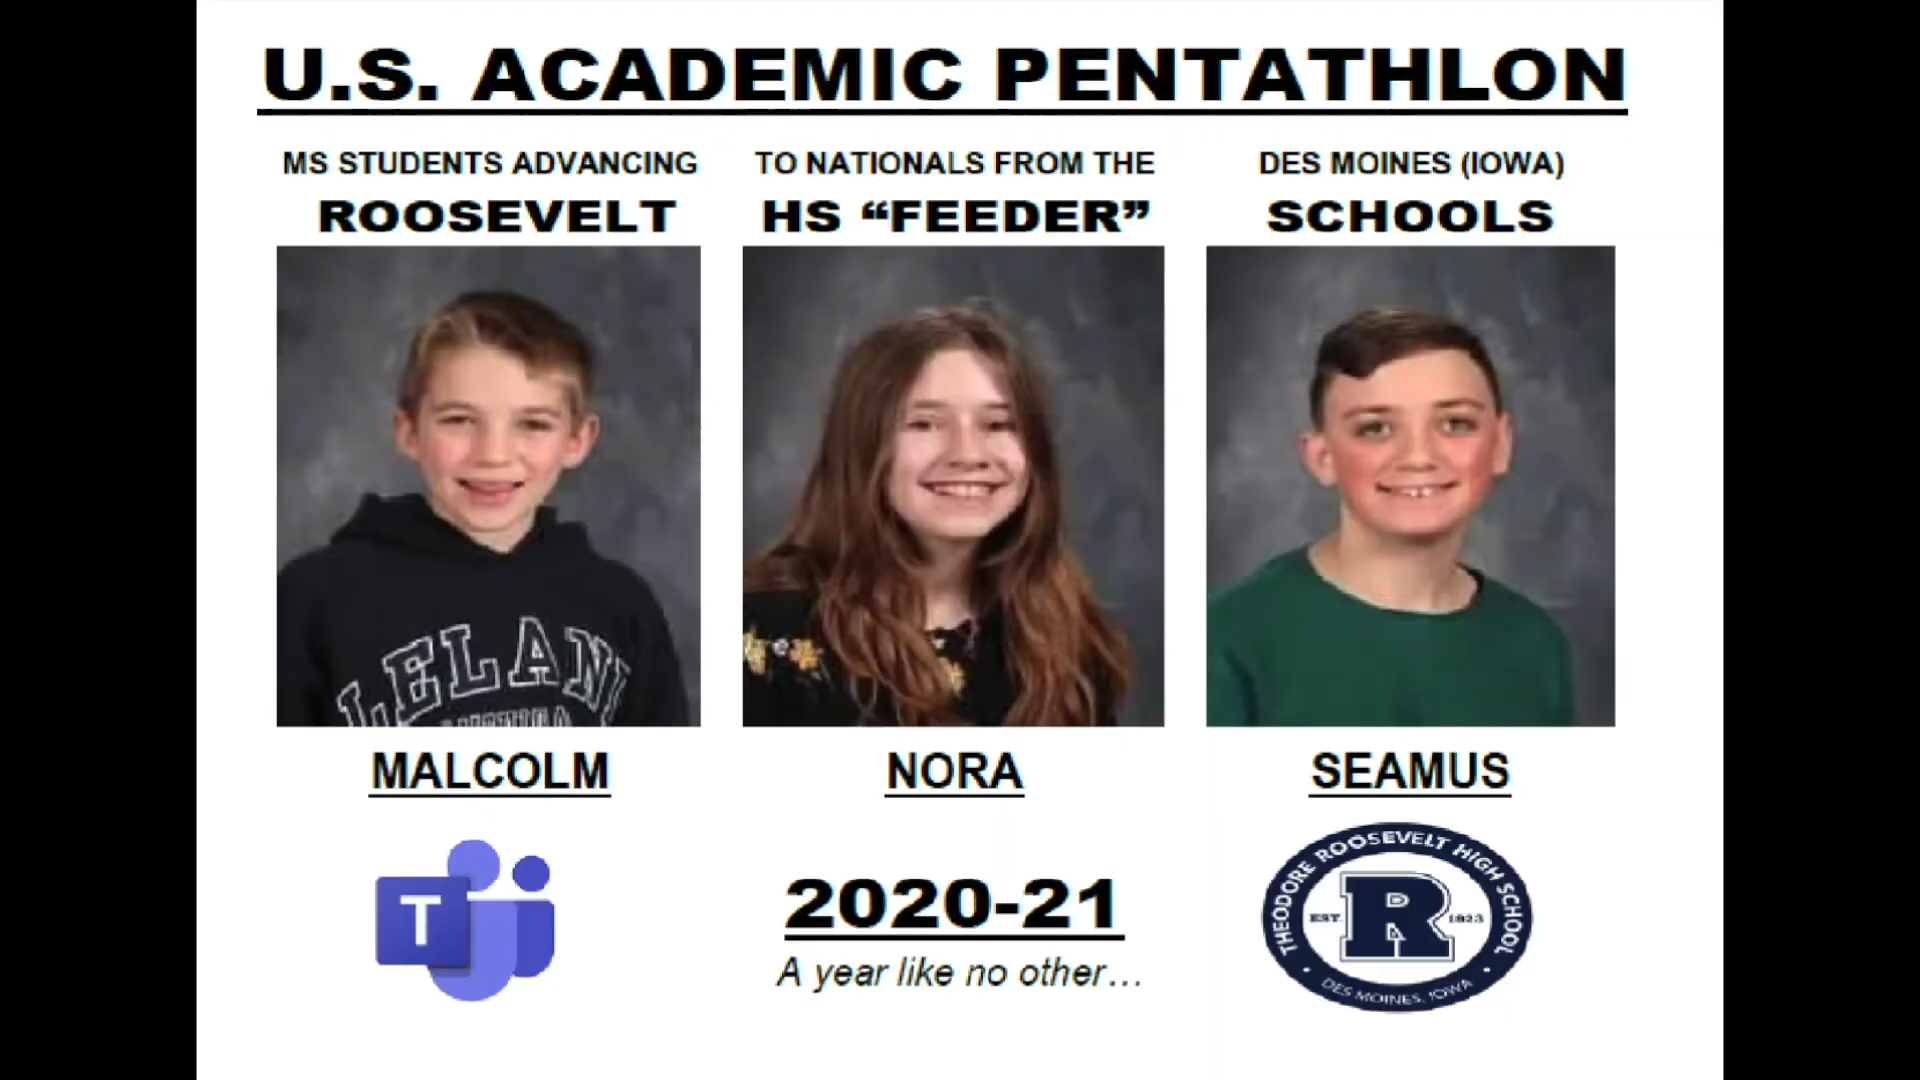 U.S. ACADEMIC PENTATHLON
MS STUDENTS ADVANCING TO NATIONALS FROM THE DES MOINES (IOWA)
ROOSEVELT HS “FEEDER” SCHOOLS
LELAN
MALCOLM
NORA
SEAMUS
T
2020-21
A year like no other...
THEODORE ROOSEVELT HIGH SCHOOL
EST. R 1923
DES MOINES, IOWA